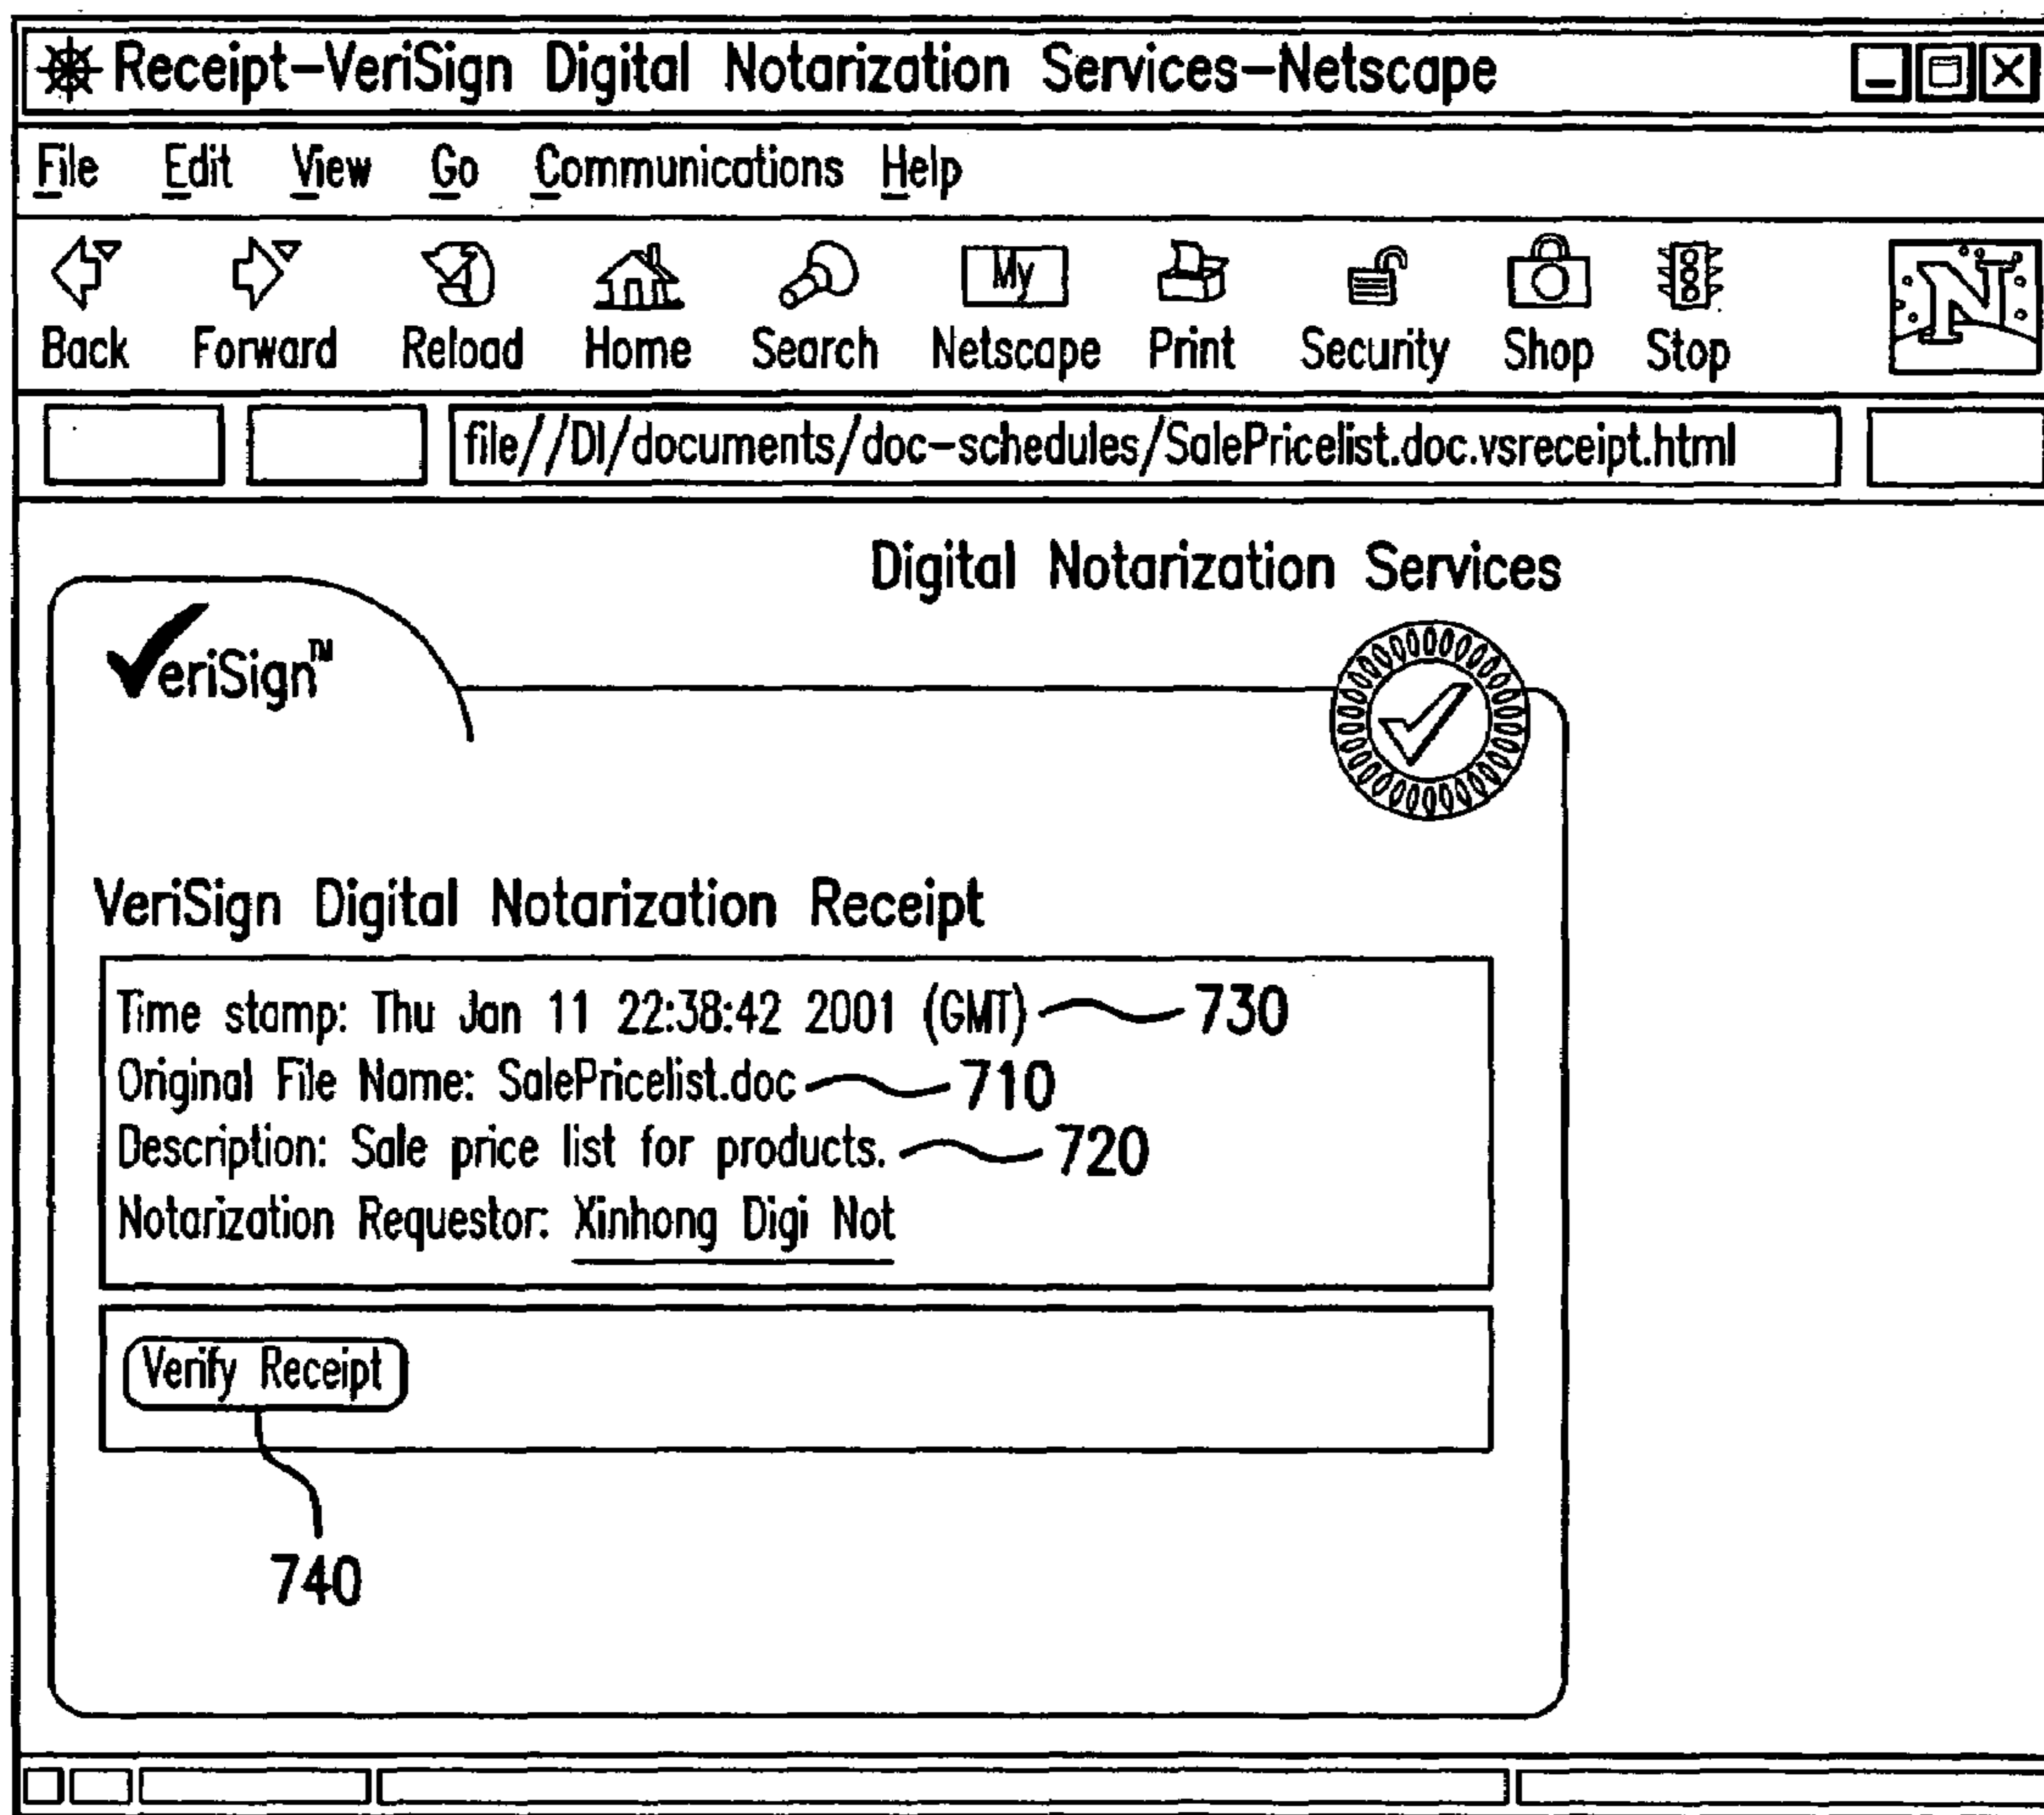 Receipt-VeriSign Digital Notarization Services-Netscape
File Edit View Go Communications Help
My
N
Back Forward Reload Home Search Netscape Print Security Shop Stop
file//DI/documents/doc-schedules/SalePricelist.doc.vsreceipt.html
Digital Notarization Services
VeriSign™
VeriSign Digital Notarization Receipt
Time stamp: Thu Jan 11 22:38:42 2001 (GMT) 730
Original File Name: SalePricelist.doc 710
Description: Sale price list for products. 720
Notarization Requestor: Xinhong Digi Not
Verify Receipt
740